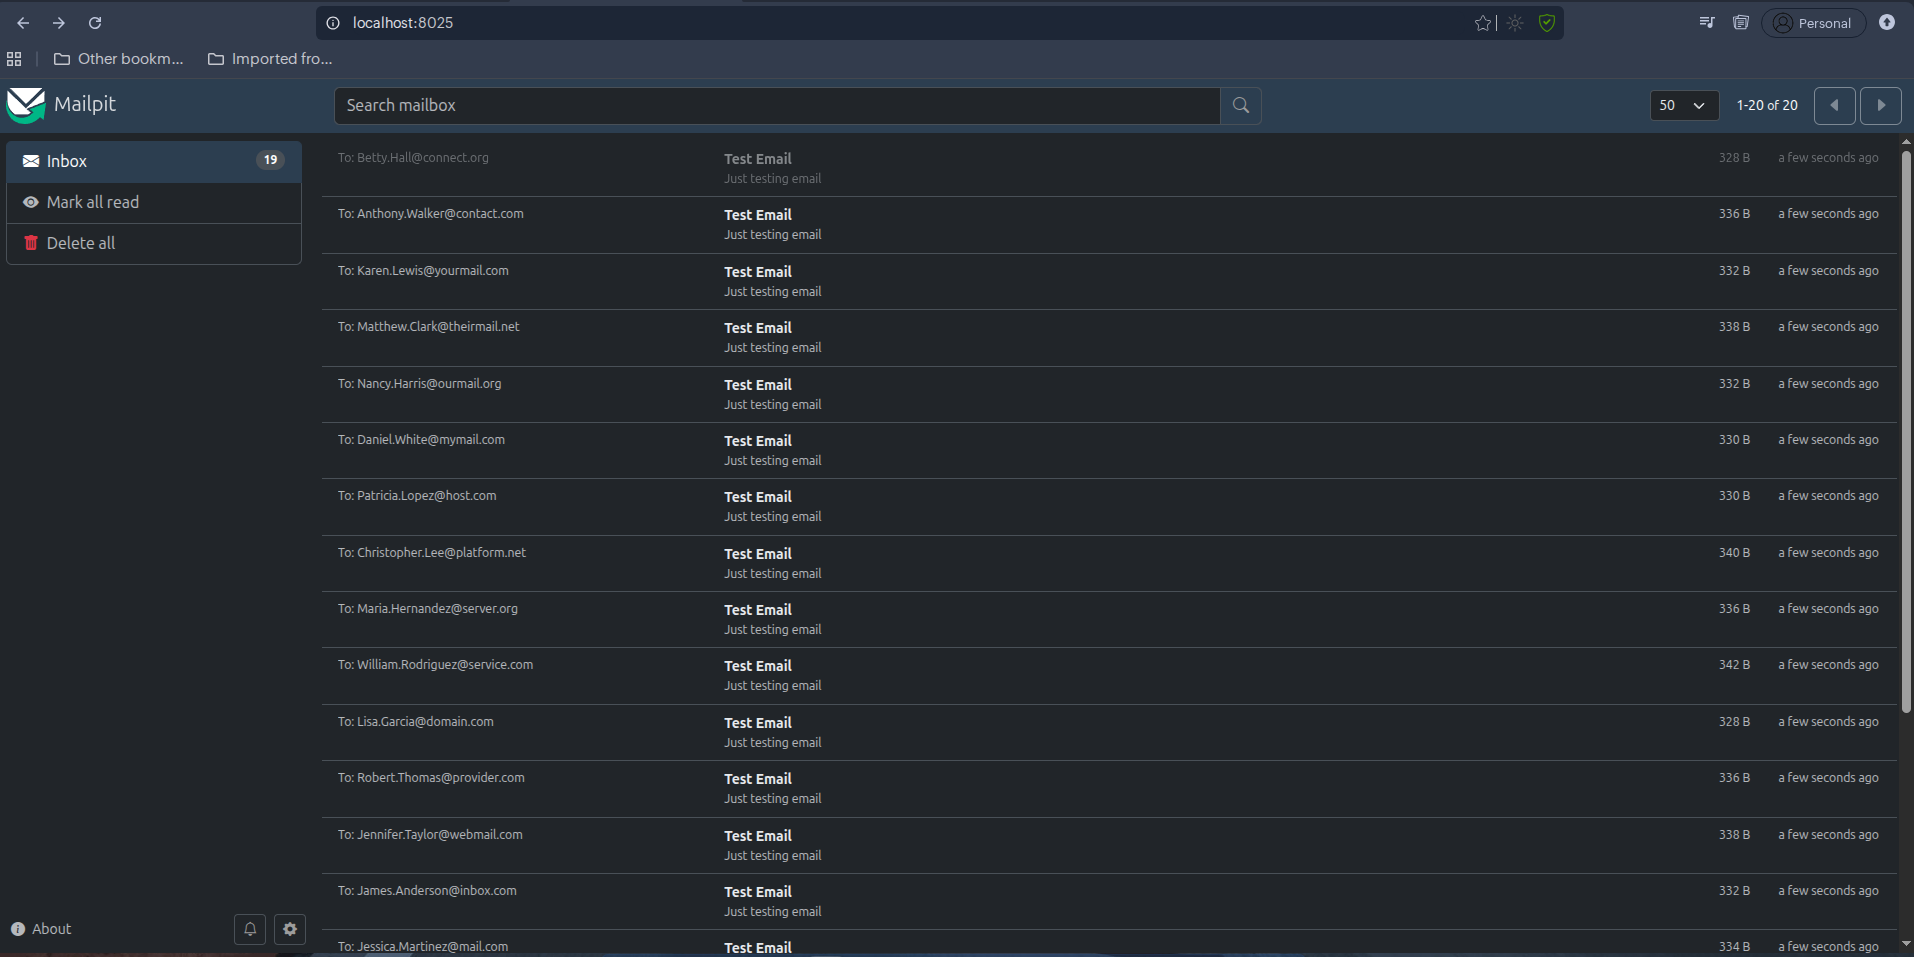 localhost:8025
Personal
Other bookm...
Imported fro...
Mailpit
Search mailbox
50
1-20 of 20
Inbox
19
Mark all read
Delete all
To: Betty.Hall@connect.org
Test Email
Just testing email
328 B
a few seconds ago
To: Anthony.Walker@contact.com
Test Email
Just testing email
336 B
a few seconds ago
To: Karen.Lewis@yourmail.com
Test Email
Just testing email
332 B
a few seconds ago
To: Matthew.Clark@theirmail.net
Test Email
Just testing email
338 B
a few seconds ago
To: Nancy.Harris@ourmail.org
Test Email
Just testing email
332 B
a few seconds ago
To: Daniel.White@mymail.com
Test Email
Just testing email
330 B
a few seconds ago
To: Patricia.Lopez@host.com
Test Email
Just testing email
330 B
a few seconds ago
To: Christopher.Lee@platform.net
Test Email
Just testing email
340 B
a few seconds ago
To: Maria.Hernandez@server.org
Test Email
Just testing email
336 B
a few seconds ago
To: William.Rodriguez@service.com
Test Email
Just testing email
342 B
a few seconds ago
To: Lisa.Garcia@domain.com
Test Email
Just testing email
328 B
a few seconds ago
To: Robert.Thomas@provider.com
Test Email
Just testing email
336 B
a few seconds ago
To: Jennifer.Taylor@webmail.com
Test Email
Just testing email
338 B
a few seconds ago
To: James.Anderson@inbox.com
Test Email
Just testing email
332 B
a few seconds ago
To: Jessica.Martinez@mail.com
Test Email
334 B
a few seconds ago
About